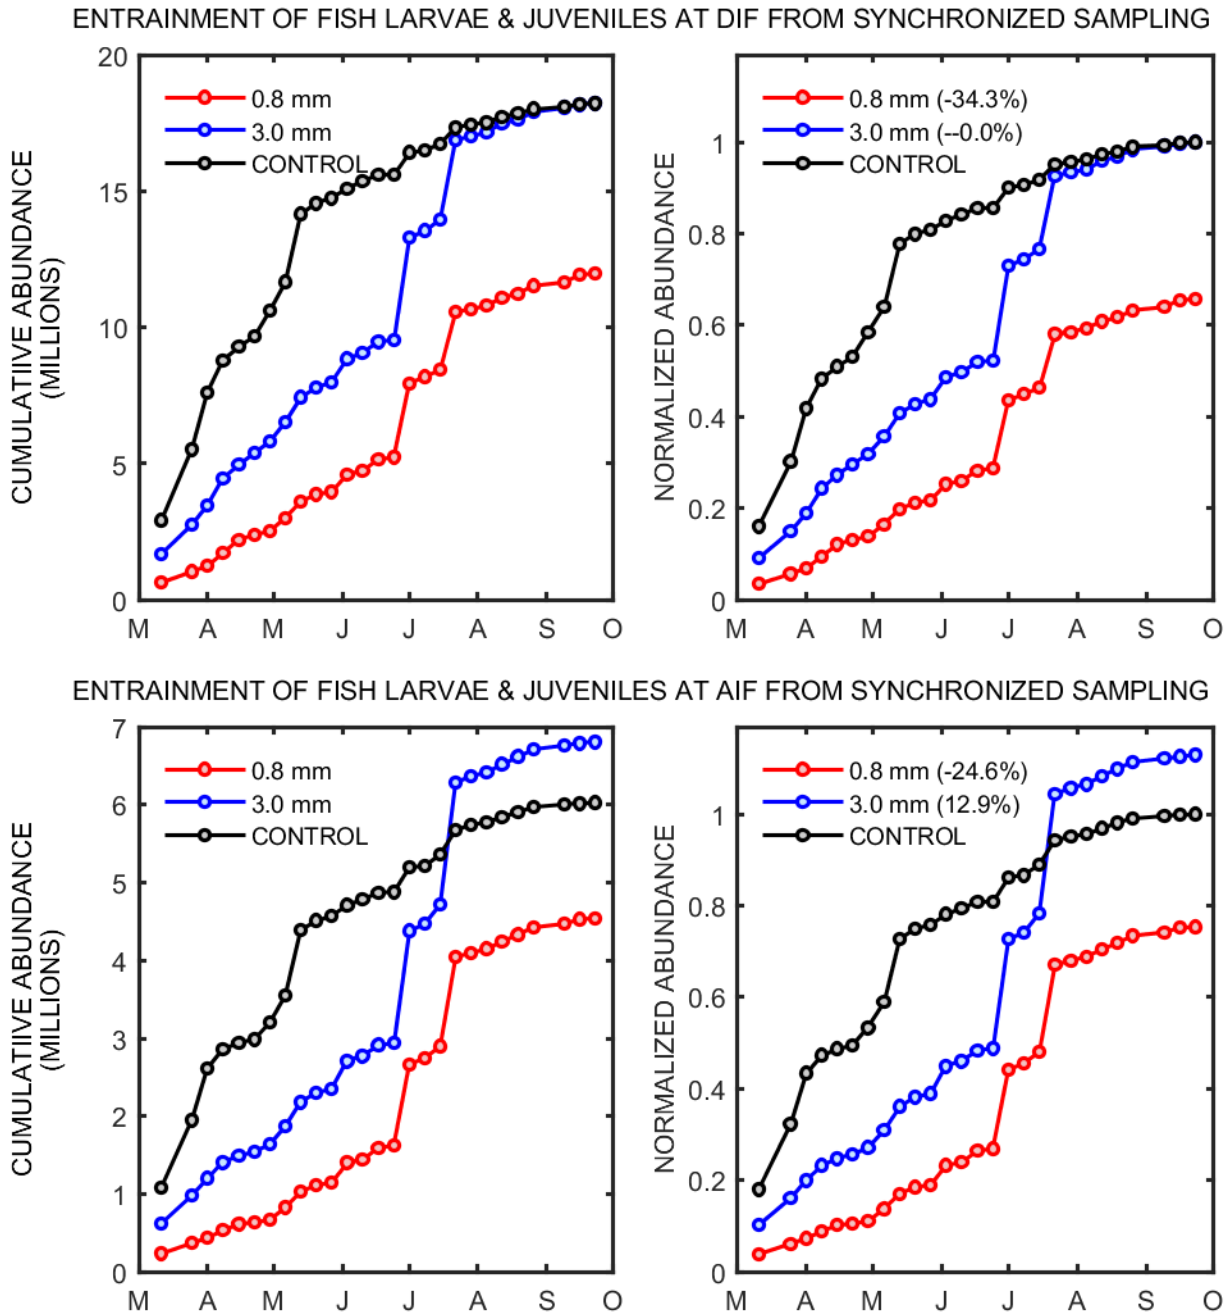 ENTRAINMENT OF FISH LARVAE & JUVENILES AT DIF FROM SYNCHRONIZED SAMPLING
CUMULATIVE ABUNDANCE
(MILLIONS)
20
15
10
5
0
0.8 mm
3.0 mm
CONTROL
M A M J J A S O
NORMALIZED ABUNDANCE
1
0.8
0.6
0.4
0.2
0
0.8 mm (-34.3%)
3.0 mm (--0.0%)
CONTROL
M A M J J A S O
ENTRAINMENT OF FISH LARVAE & JUVENILES AT AIF FROM SYNCHRONIZED SAMPLING
CUMULATIVE ABUNDANCE
(MILLIONS)
7
6
5
4
3
2
1
0
0.8 mm
3.0 mm
CONTROL
M A M J J A S O
NORMALIZED ABUNDANCE
1
0.8
0.6
0.4
0.2
0
0.8 mm (-24.6%)
3.0 mm (12.9%)
CONTROL
M A M J J A S O